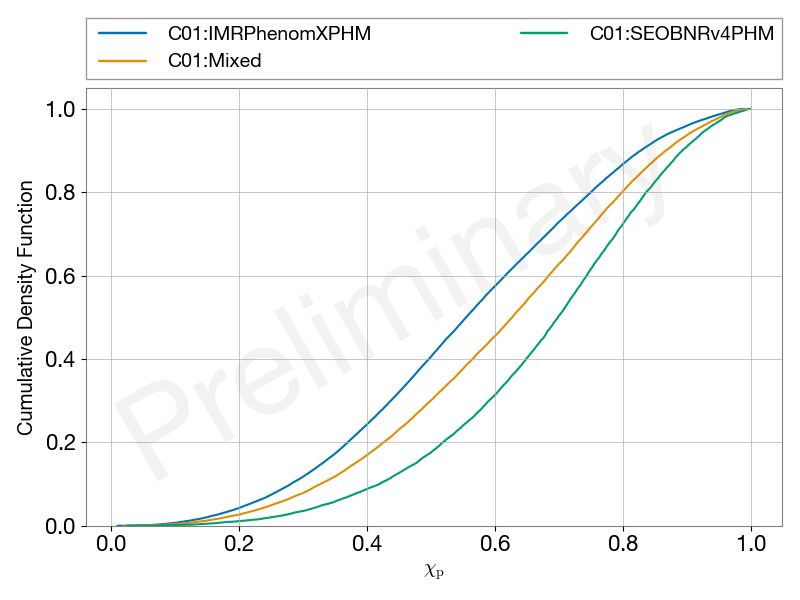 C01:IMRPhenomXPHM
C01:Mixed
C01:SEOBNRv4PHM
Cumulative Density Function
1.0
0.8
0.6
0.4
0.2
0.0
Preliminary
0.0 0.2 0.4 0.6 0.8 1.0
χp